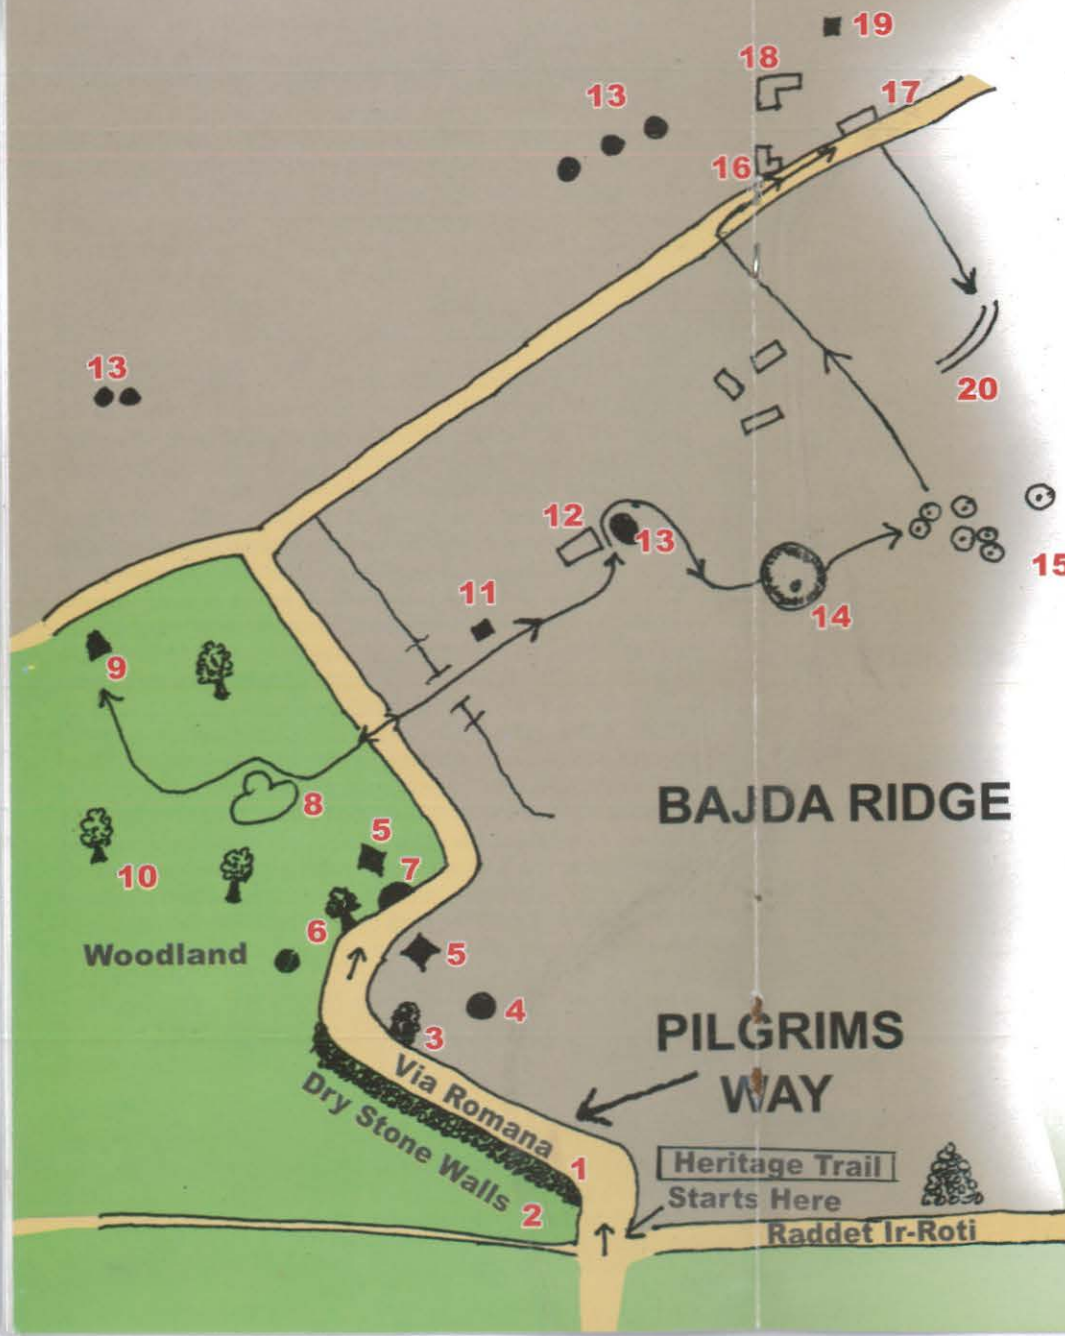 19
18
17
13
16
20
13
12
13
15
11
14
9
8
5
7
10
6
Woodland
5
4
3
BAJDA RIDGE
PILGRIMS
WAY
Via Romana
Dry Stone Walls
1
2
Heritage Trail
Starts Here
Raddet Ir-Roti